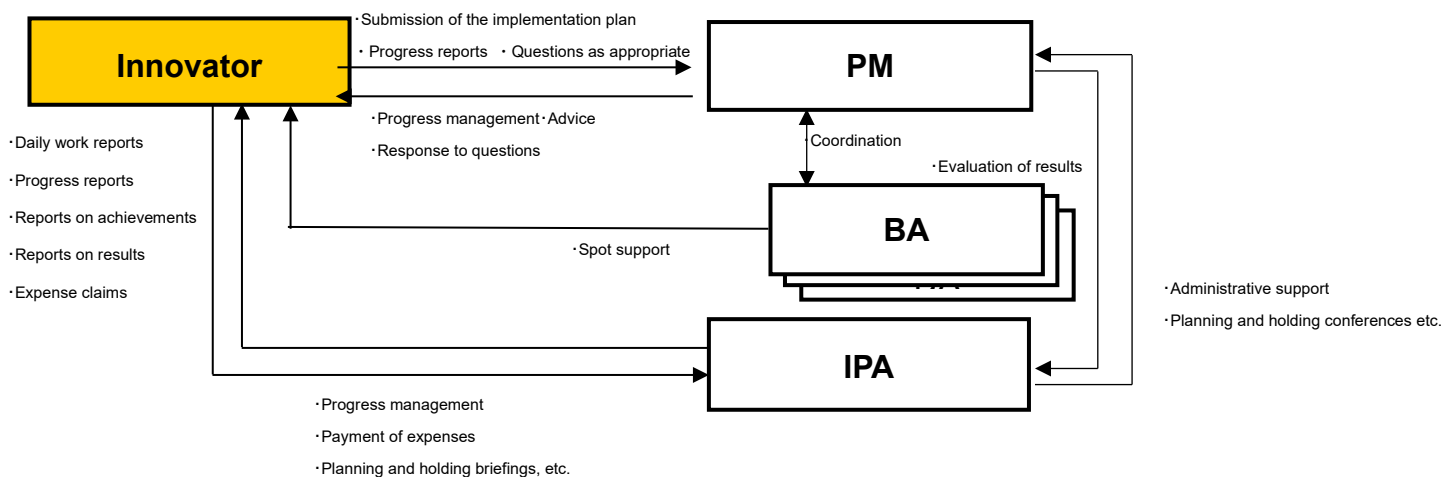 ·Submission of the implementation plan
· Progress reports · Questions as appropriate
Innovator
PM
·Progress management·Advice
·Response to questions
·Coordination
·Evaluation of results
·Daily work reports
·Progress reports
·Reports on achievements
·Reports on results
·Expense claims
BA
·Spot support
·Administrative support
·Planning and holding conferences etc.
IPA
·Progress management
·Payment of expenses
·Planning and holding briefings, etc.